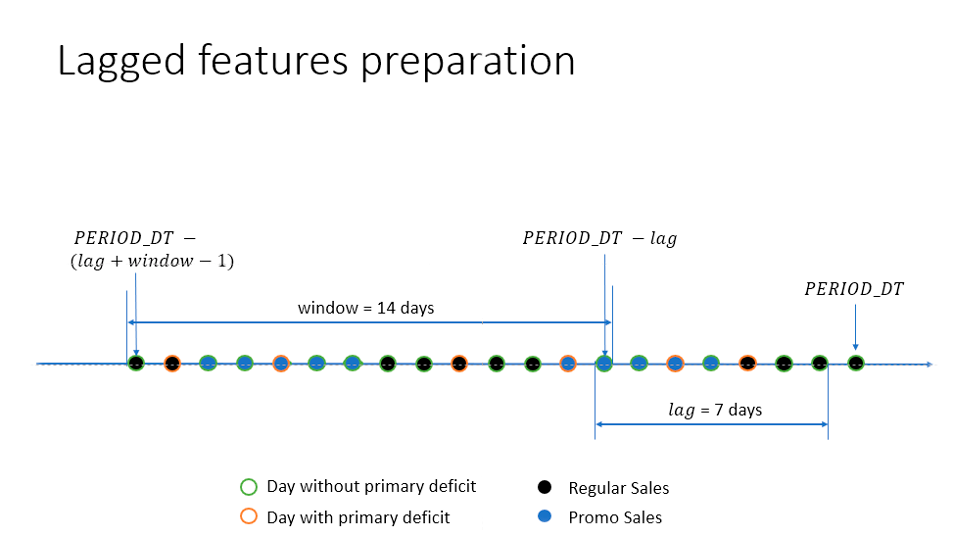 Lagged features preparation
PERIOD_DT −
(lag + window − 1)
PERIOD_DT − lag
PERIOD_DT
window = 14 days
lag = 7 days
Day without primary deficit
Regular Sales
Day with primary deficit
Promo Sales